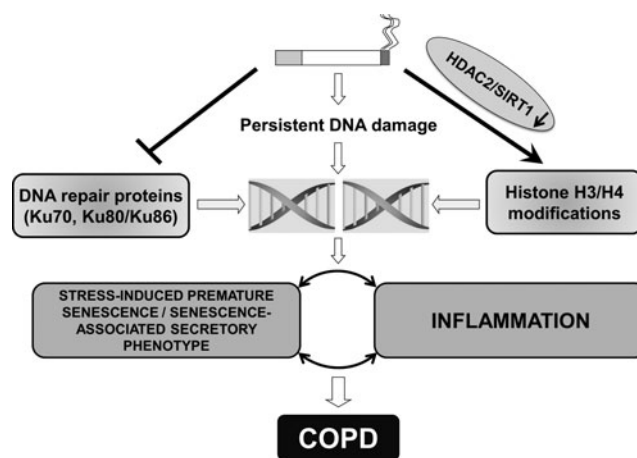 HDAC2/SIRT1
Persistent DNA damage
DNA repair proteins
(Ku70, Ku80/Ku86)
Histone H3/H4
modifications
STRESS-INDUCED PREMATURE
SENESCENCE / SENESCENCE-
ASSOCIATED SECRETORY
PHENOTYPE
INFLAMMATION
COPD